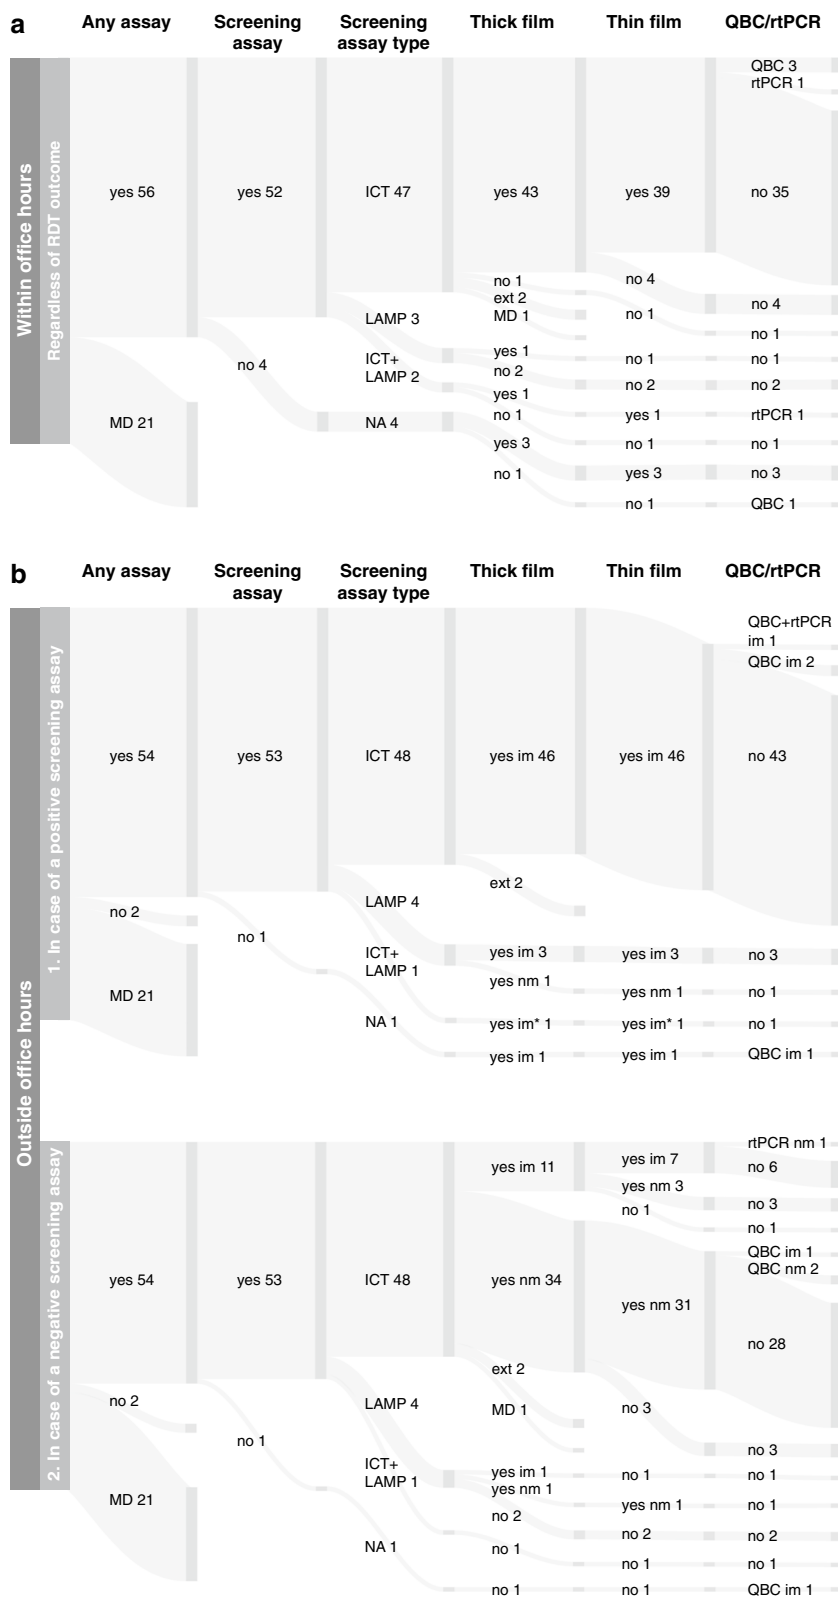 a
Any assay
Screening
assay
Screening
assay type
Thick film
Thin film
QBC/rtPCR
Within office hours
Regardless of RDT outcome
yes 56
MD 21
yes 52
no 4
ICT 47
LAMP 3
ICT+
LAMP 2
NA 4
yes 43
no 1
ext 2
MD 1
yes 1
no 2
yes 1
no 1
yes 3
no 1
yes 39
no 4
no 1
no 1
no 2
yes 1
no 1
yes 3
no 1
QBC 3
rtPCR 1
no 35
no 4
no 1
no 1
no 2
rtPCR 1
no 1
no 3
QBC 1
b
Any assay
Screening
assay
Screening
assay type
Thick film
Thin film
QBC/rtPCR
Outside office hours
1. In case of a positive screening assay
yes 54
no 2
MD 21
yes 53
no 1
ICT 48
LAMP 4
ICT+
LAMP 1
NA 1
yes im 46
ext 2
yes im 3
yes nm 1
yes im* 1
yes im 1
yes im 46
yes im 3
yes nm 1
yes im* 1
yes im 1
QBC+rtPCR
im 1
QBC im 2
no 43
no 3
no 1
no 1
QBC im 1
2. In case of a negative screening assay
yes 54
no 2
MD 21
yes 53
no 1
ICT 48
LAMP 4
ICT+
LAMP 1
NA 1
yes im 11
yes nm 34
ext 2
MD 1
yes im 1
yes nm 1
no 2
no 1
no 1
yes im 7
yes nm 3
no 1
yes nm 31
no 3
no 1
yes nm 1
no 2
no 1
no 1
rtPCR nm 1
no 6
no 3
no 1
QBC im 1
QBC nm 2
no 28
no 3
no 1
no 1
no 2
no 1
QBC im 1